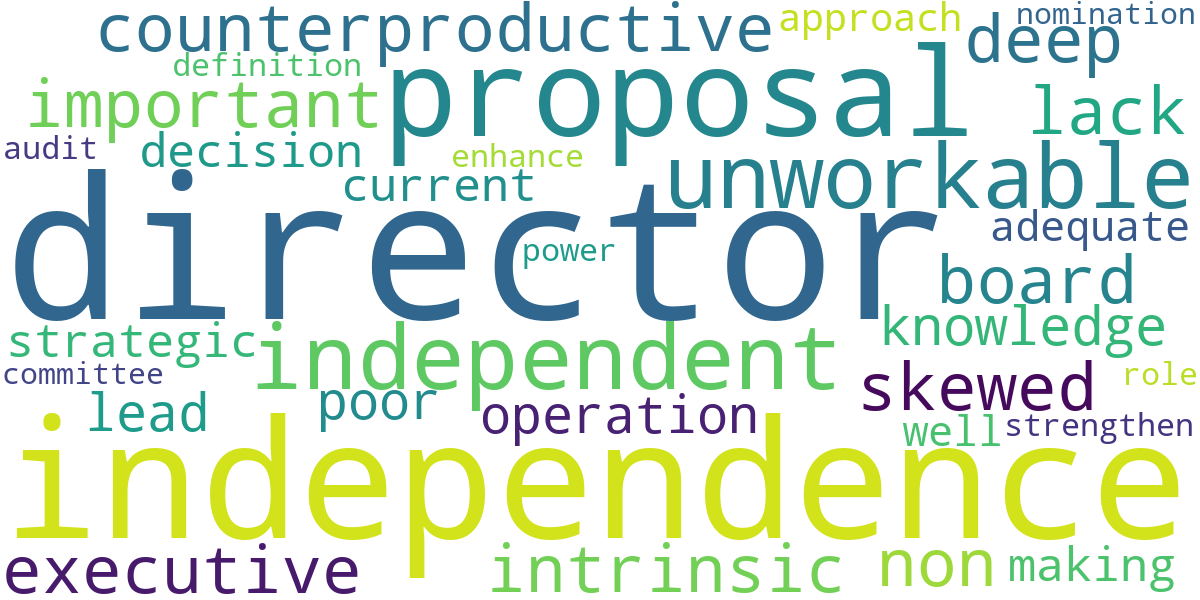 counterproductive
approach
nomination
definition
proposal
deep
important
lack
audit
decision
enhance
unworkable
current
director
adequate
power
board
strategic
independent
knowledge
committee
skewed
role
lead
poor
operation
well
strengthen
independence
executive
intrinsic
non
making